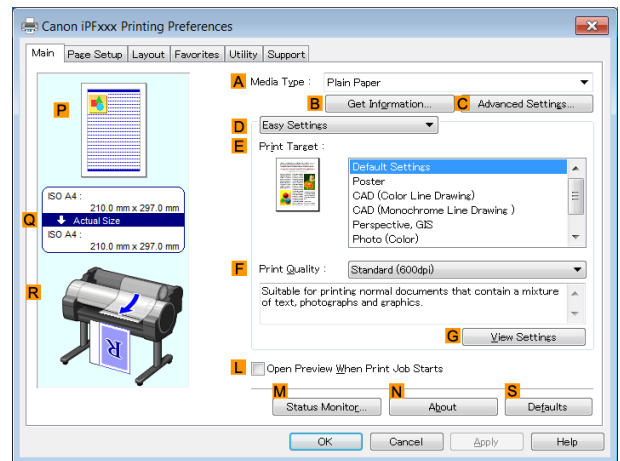 Canon iPFxxx Printing Preferences
Main Page Setup Layout Favorites Utility Support
A Media Type : Plain Paper
B Get Information... C Advanced Settings...
P
D Easy Settings
E Print Target :
Default Settings
Poster
CAD (Color Line Drawing)
CAD (Monochrome Line Drawing )
Perspective, GIS
Photo (Color)
ISO A4 :
210.0 mm x 297.0 mm
Q Actual Size
ISO A4 :
210.0 mm x 297.0 mm
F Print Quality : Standard (600dpi)
Suitable for printing normal documents that contain a mixture
of text, photographs and graphics.
R
R
G View Settings
L Open Preview When Print Job Starts
M N S
Status Monitor... About Defaults
OK Cancel Apply Help